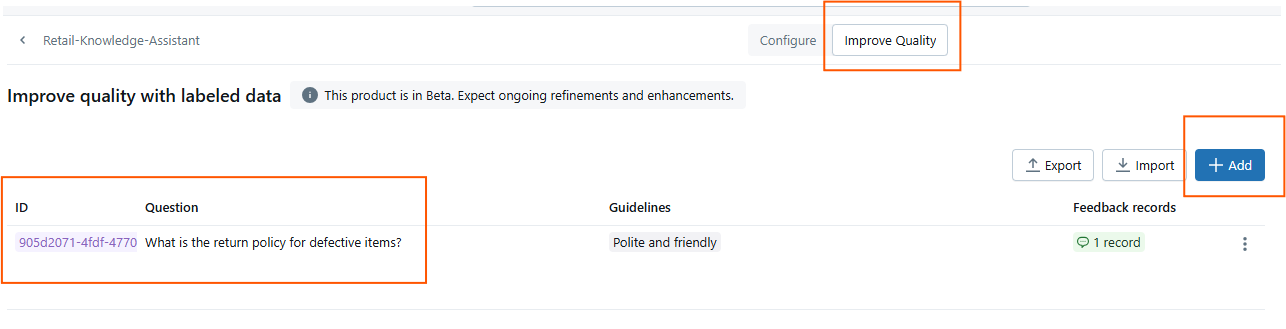 Retail-Knowledge-Assistant Configure Improve Quality
Improve quality with labeled data This product is in Beta. Expect ongoing refinements and enhancements.
Export Import + Add
ID Question Guidelines Feedback records
905d2071-4fdf-4770 What is the return policy for defective items? Polite and friendly 1 record